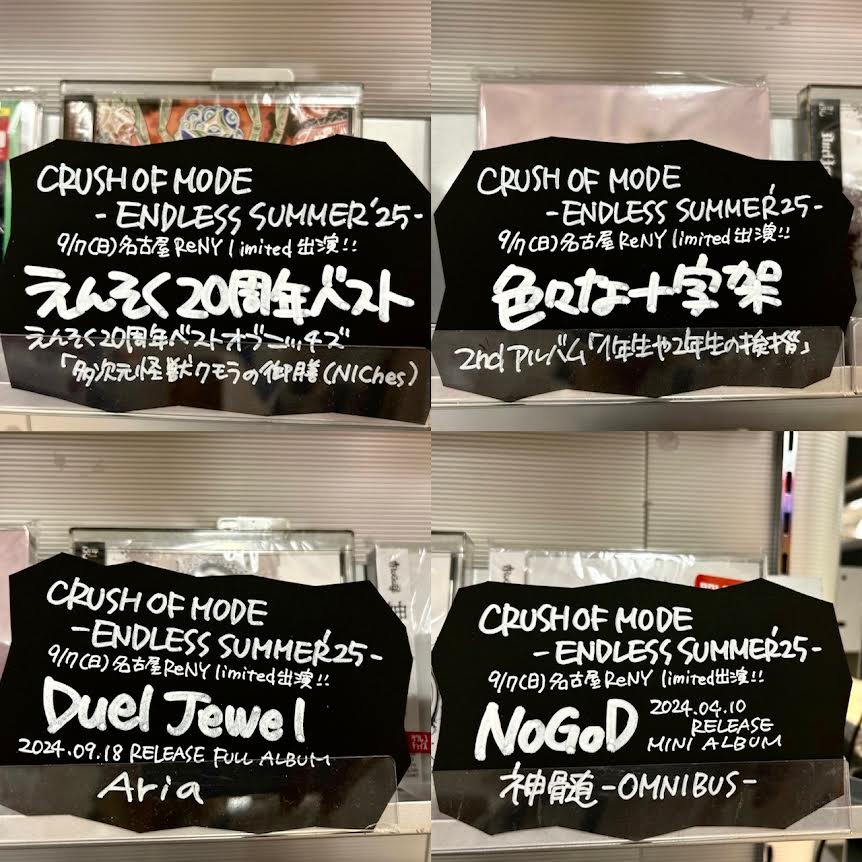 CRUSH OF MODE
- ENDLESS SUMMER'25-
9/7(日)名古屋ReNY limited出演!!
えんそく20周年ベスト
えんそく20周年ベストオブニッチズ
「多次元怪獣クモラの御膳(NIChes)
CRUSH OF MODE
- ENDLESS SUMMER'25-
9/7(日)名古屋ReNY limited出演!!
色々な十字架
2ndアルバム「1年生や2年生の挨拶」
CRUSH OF MODE
-ENDLESS SUMMER'25-
9/7(日)名古屋ReNY limited出演!!
Duel Jewel
2024.09.18 RELEASE FULL ALBUM
Aria
CRUSH OF MODE
- ENDLESS SUMMER'25-
9/7(日)名古屋ReNY limited出演!!
NoGoD
2024.04.10
RELEASE
MINI ALBUM
神髄-OMNIBUS-